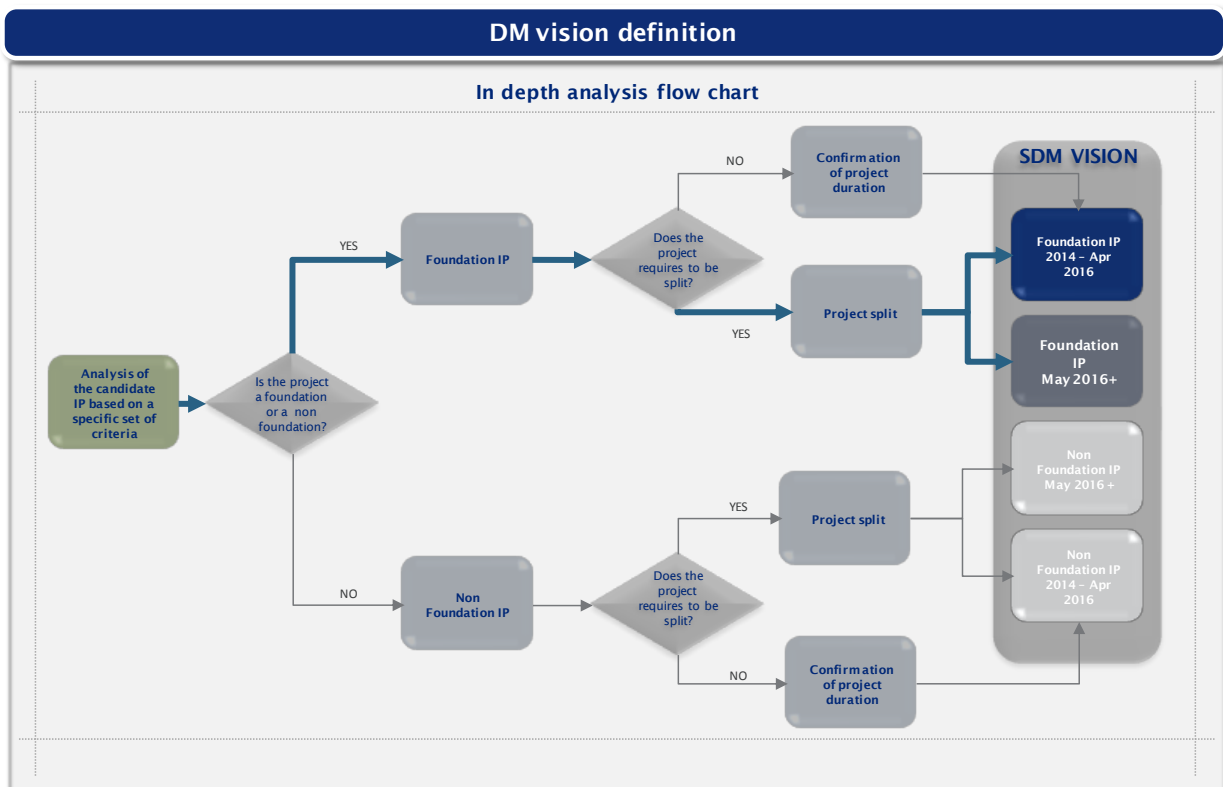 DM vision definition
In depth analysis flow chart
SDM VISION
NO
Confirmation
of project
duration
YES
Foundation IP
Does the
project
requires to be
split?
Foundation IP
2014 – Apr
2016
YES
Project split
Foundation
IP
May 2016+
Analysis of
the candidate
IP based on a
specific set of
criteria
Is the project
a foundation
or a non
foundation?
Non
Foundation IP
May 2016 +
YES
Project split
NO
Non
Foundation IP
Does the
project
requires to be
split?
Non
Foundation IP
2014 – Apr
2016
NO
Confirmation
of project
duration